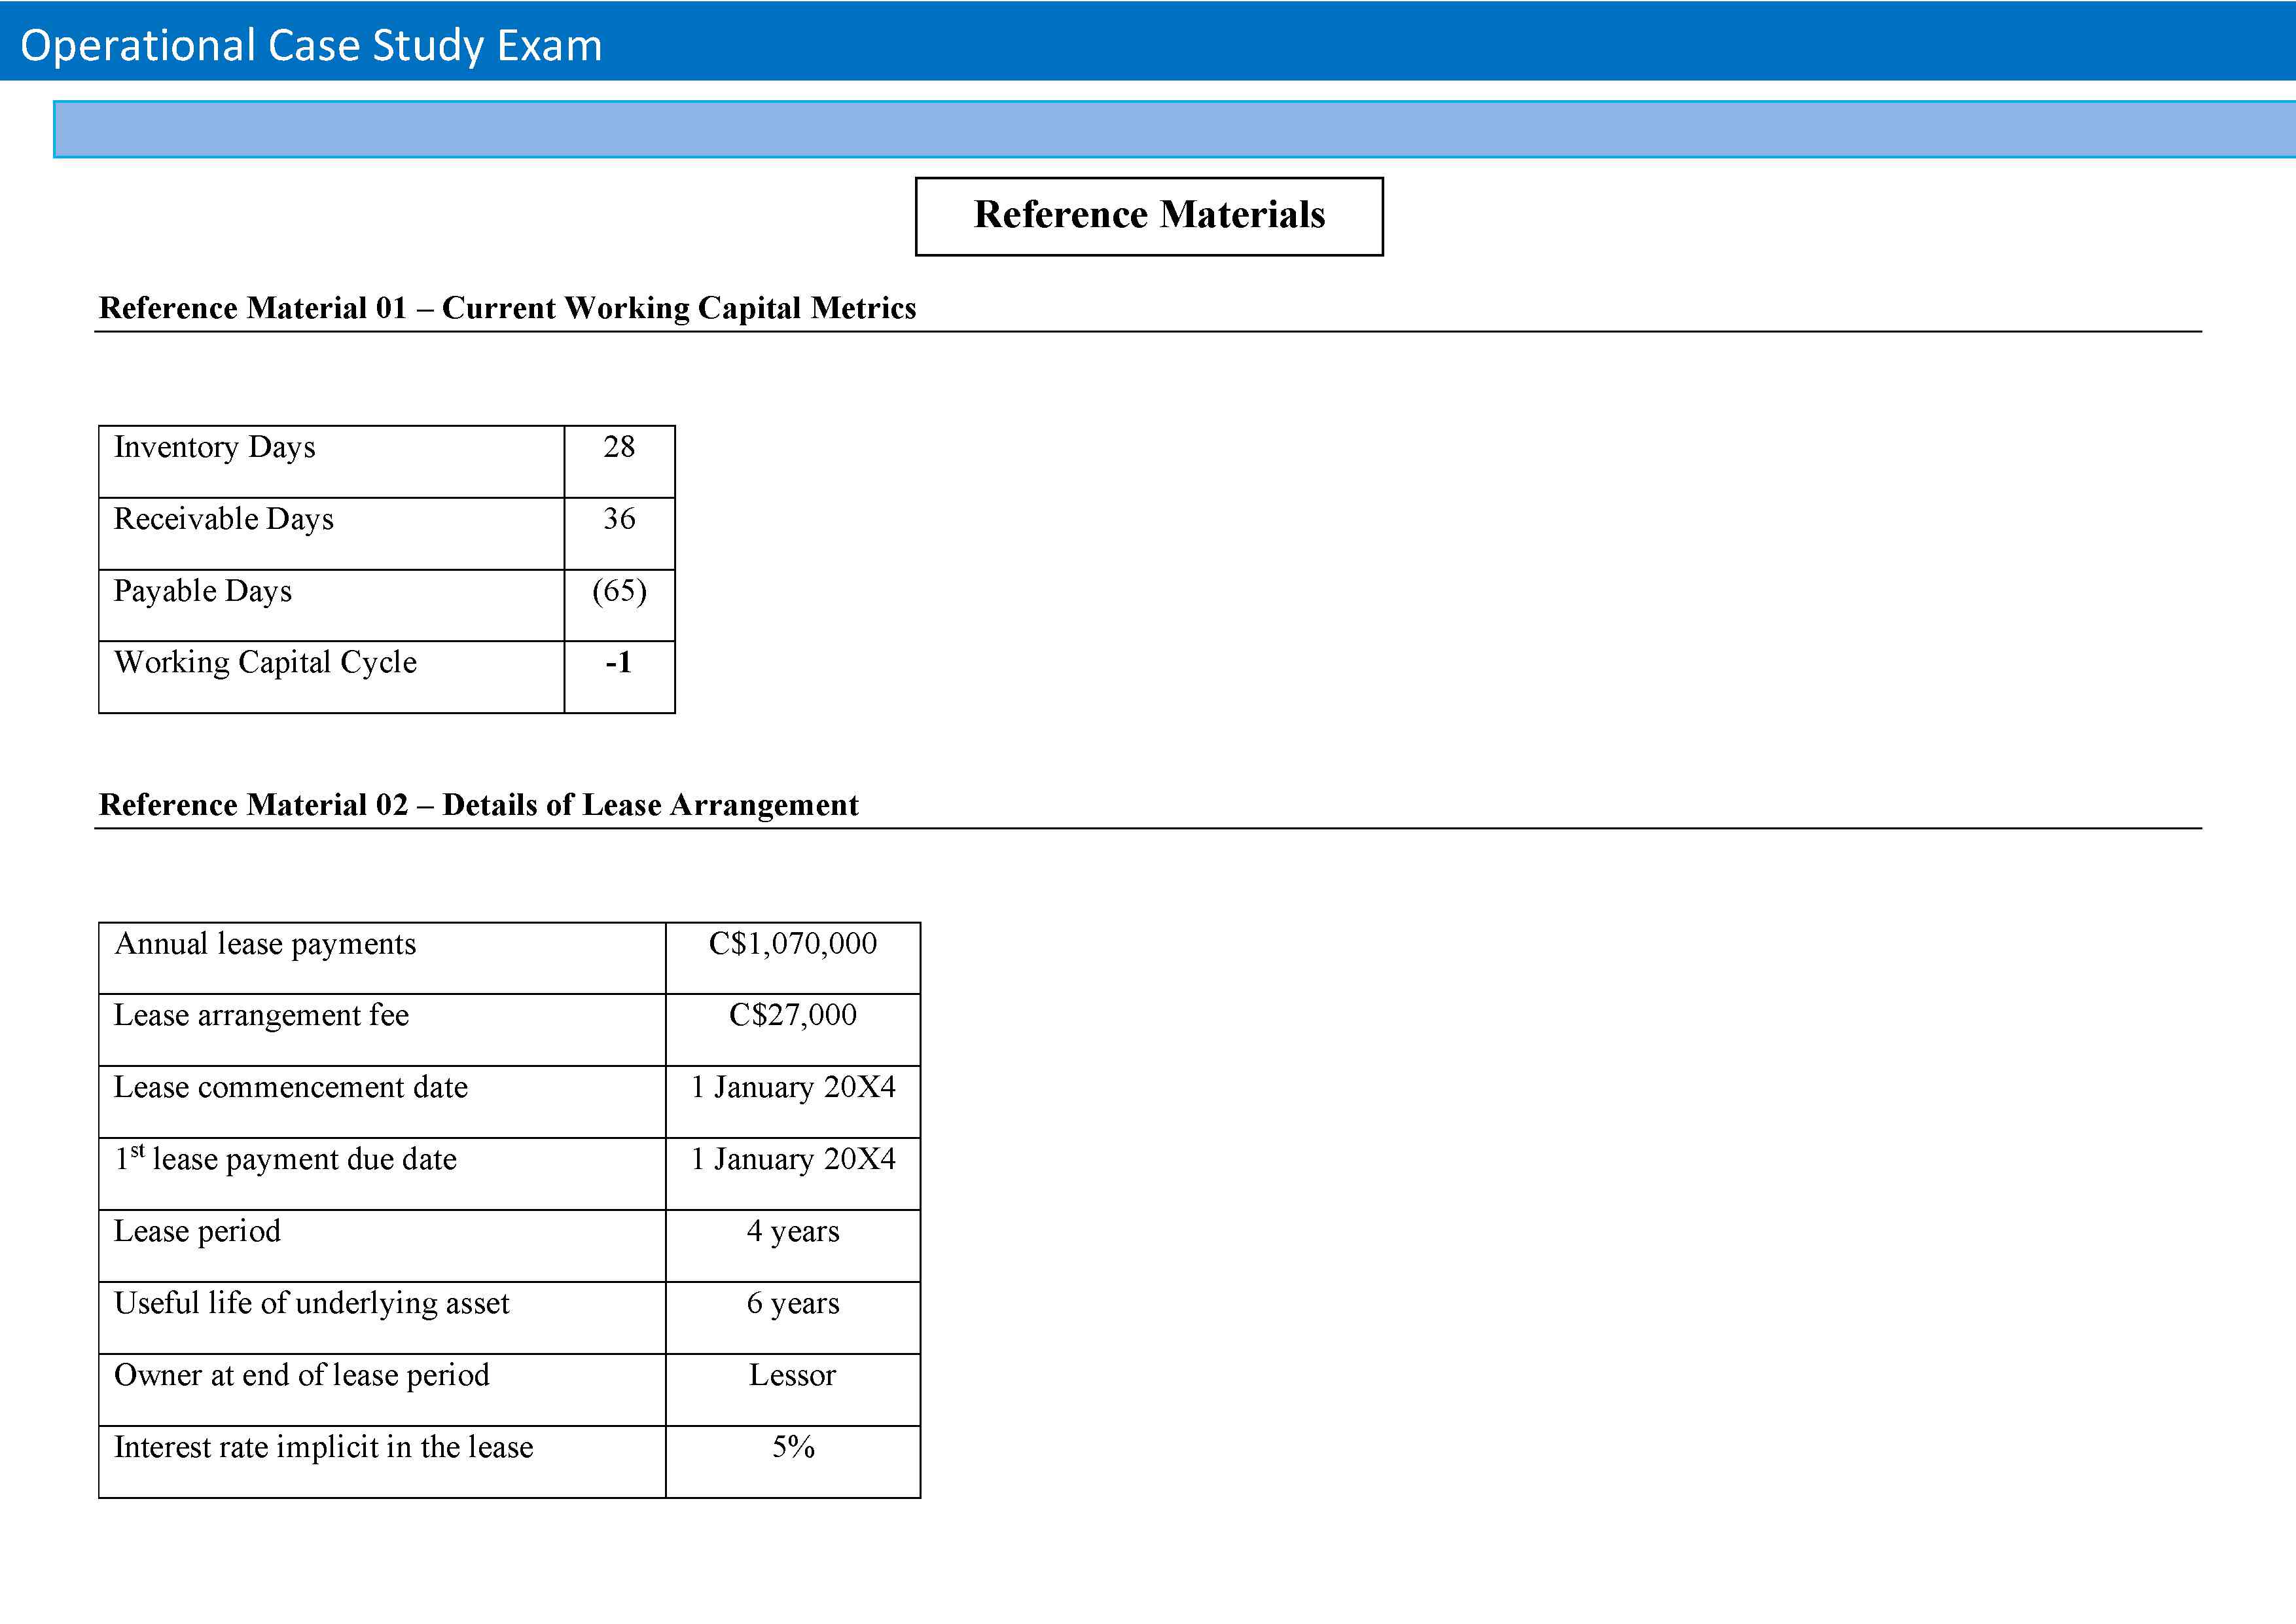 Operational Case Study Exam
Reference Materials
Reference Material 01 – Current Working Capital Metrics
Inventory Days 28
Receivable Days 36
Payable Days (65)
Working Capital Cycle -1
Reference Material 02 – Details of Lease Arrangement
Annual lease payments C$1,070,000
Lease arrangement fee C$27,000
Lease commencement date 1 January 20X4
1st lease payment due date 1 January 20X4
Lease period 4 years
Useful life of underlying asset 6 years
Owner at end of lease period Lessor
Interest rate implicit in the lease 5%